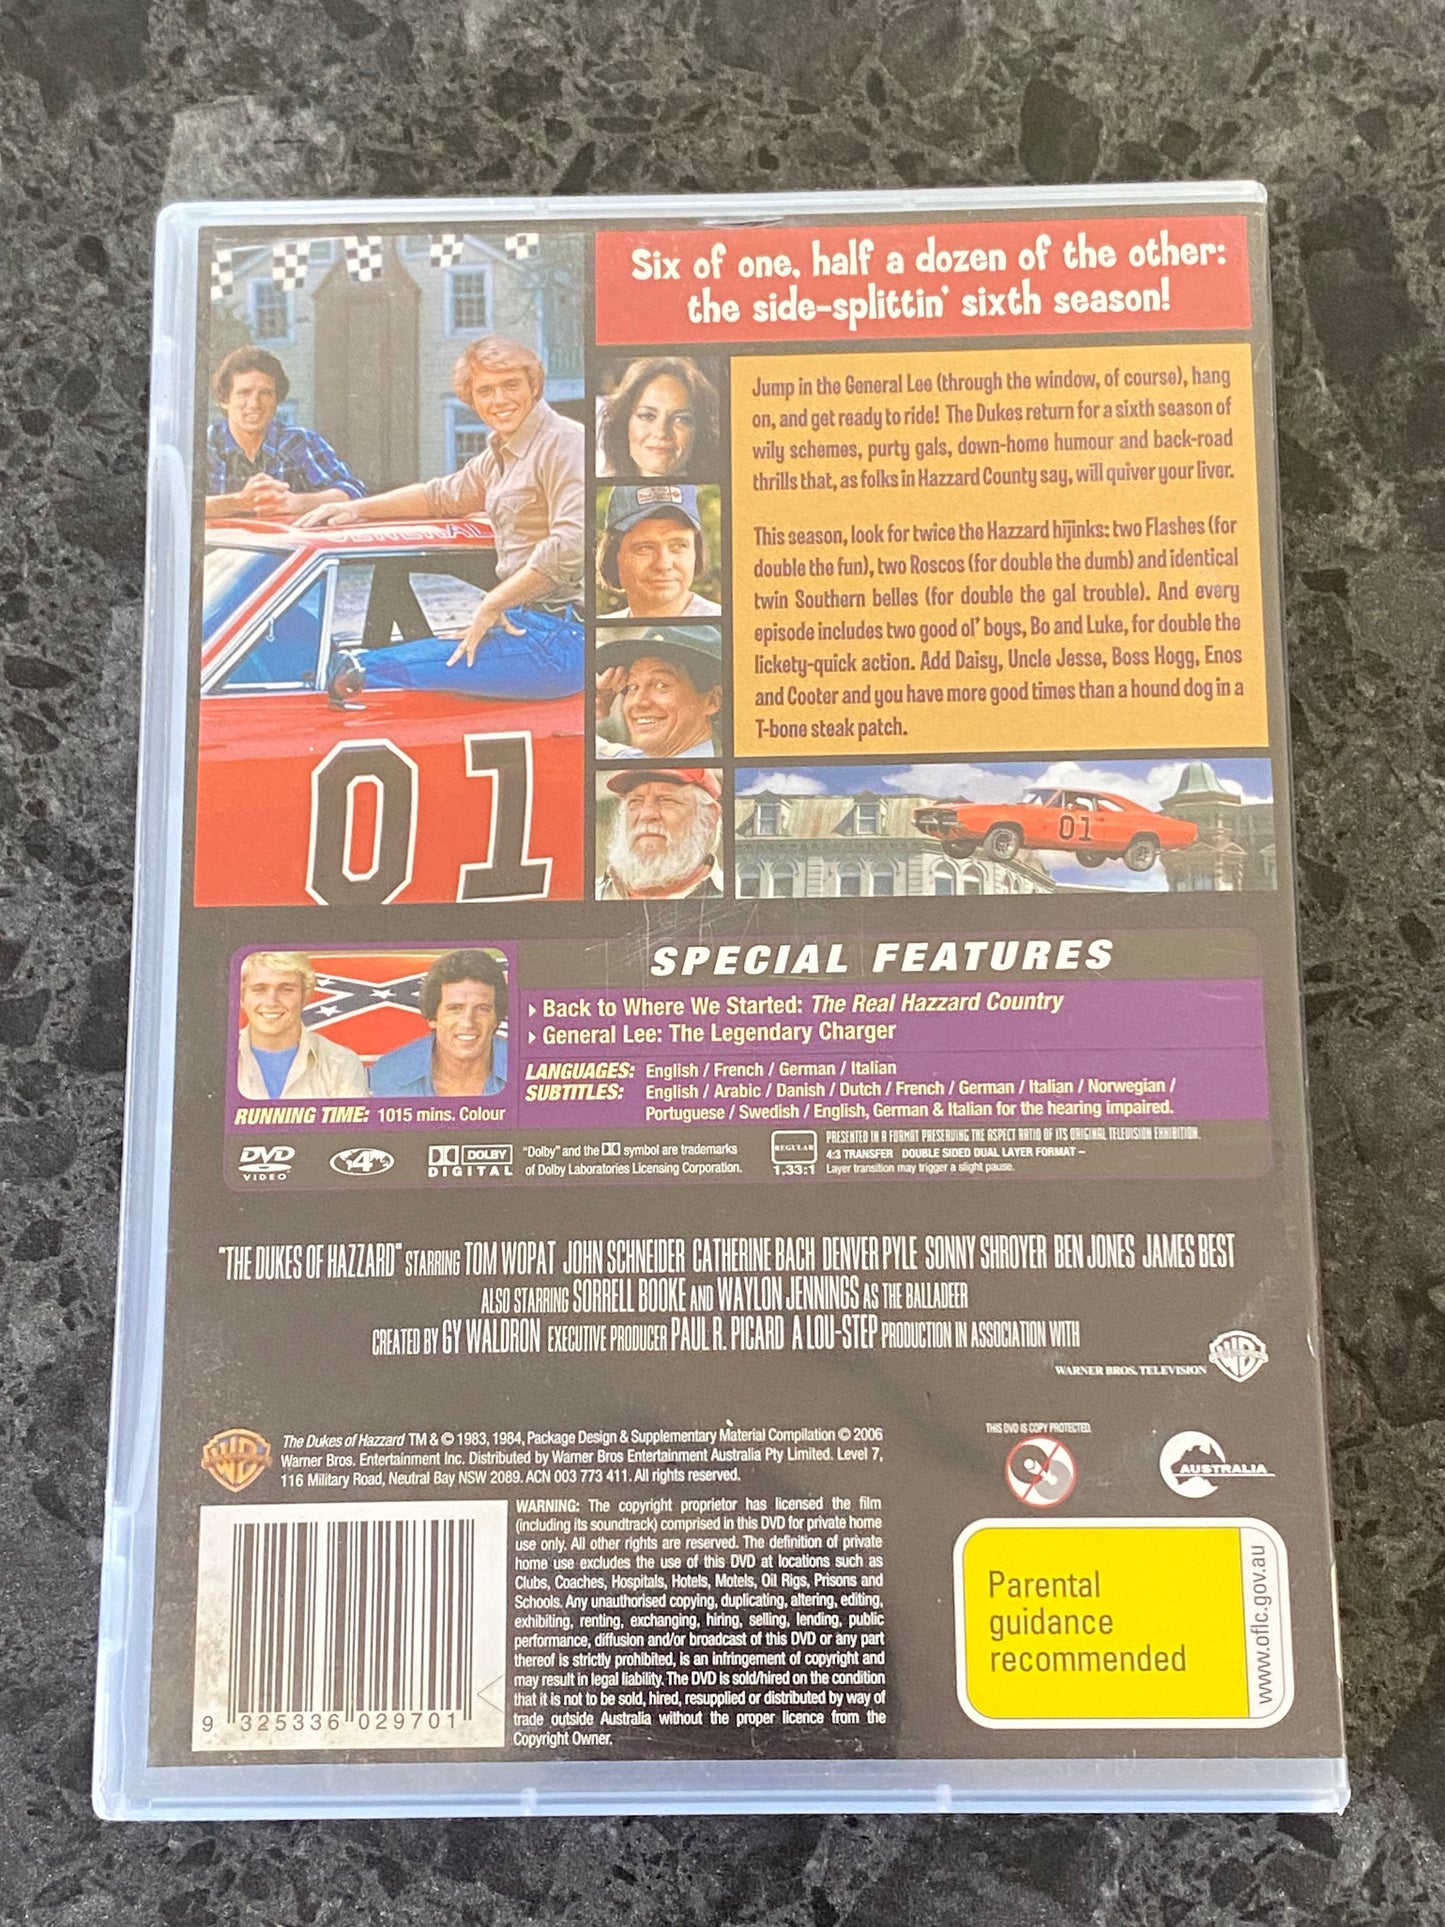 Six of one, half a dozen of the other:
the side-splittin' sixth season!
GENERAL
01
Jump in the General Lee (through the window, of course), hang
on, and get ready to ride! The Dukes return for a sixth season of
wily schemes, purty gals, down-home humour and back-road
thrills that, as folks in Hazzard County say, will quiver your liver.
This season, look for twice the Hazzard hijinks: two Flashes (for
double the fun), two Roscos (for double the dumb) and identical
twin Southern belles (for double the gal trouble). And every
episode includes two good ol' boys, Bo and Luke, for double the
lickety-quick action. Add Daisy, Uncle Jesse, Boss Hogg, Enos
and Cooter and you have more good times than a hound dog in a
T-bone steak patch.
01
SPECIAL FEATURES
Back to Where We Started: The Real Hazzard Country
General Lee: The Legendary Charger
LANGUAGES: English / French / German / Italian
SUBTITLES: English / Arabic / Danish / Dutch / French / German / Italian / Norwegian /
Portuguese / Swedish / English, German & Italian for the hearing impaired.
RUNNING TIME: 1015 mins. Colour
DVD
VIDEO
4
DOLBY
DIGITAL
"Dolby" and the DD symbol are trademarks
of Dolby Laboratories Licensing Corporation.
REGULAR
1.33:1
PRESENTED IN A FORMAT PRESERVING THE ASPECT RATIO OF ITS ORIGINAL TELEVISION EXHIBITION.
4:3 TRANSFER DOUBLE SIDED DUAL LAYER FORMAT –
Layer transition may trigger a slight pause.
"THE DUKES OF HAZZARD" STARRING TOM WOPAT JOHN SCHNEIDER CATHERINE BACH DENVER PYLE SONNY SHROYER BEN JONES JAMES BEST
ALSO STARRING SORRELL BOOKE AND WAYLON JENNINGS AS THE BALLADEER
CREATED BY GY WALDRON EXECUTIVE PRODUCER PAUL R. PICARD A LOU-STEP PRODUCTION IN ASSOCIATION WITH
WARNER BROS. TELEVISION
The Dukes of Hazzard TM & © 1983, 1984, Package Design & Supplementary Material Compilation © 2006
Warner Bros. Entertainment Inc. Distributed by Warner Bros Entertainment Australia Pty Limited. Level 7,
116 Military Road, Neutral Bay NSW 2089. ACN 003 773 411. All rights reserved.
THIS DVD IS COPY PROTECTED.
AUSTRALIA
WARNING: The copyright proprietor has licensed the film
(including its soundtrack) comprised in this DVD for private home
use only. All other rights are reserved. The definition of private
home use excludes the use of this DVD at locations such as
Clubs, Coaches, Hospitals, Hotels, Motels, Oil Rigs, Prisons and
Schools. Any unauthorised copying, duplicating, altering, editing,
exhibiting, renting, exchanging, hiring, selling, lending, public
performance, diffusion and/or broadcast of this DVD or any part
thereof is strictly prohibited, is an infringement of copyright and
may result in legal liability. The DVD is sold/hired on the condition
that it is not to be sold, hired, resupplied or distributed by way of
trade outside Australia without the proper licence from the
Copyright Owner.
9 325336 029701
Parental
guidance
recommended
www.oflc.gov.au